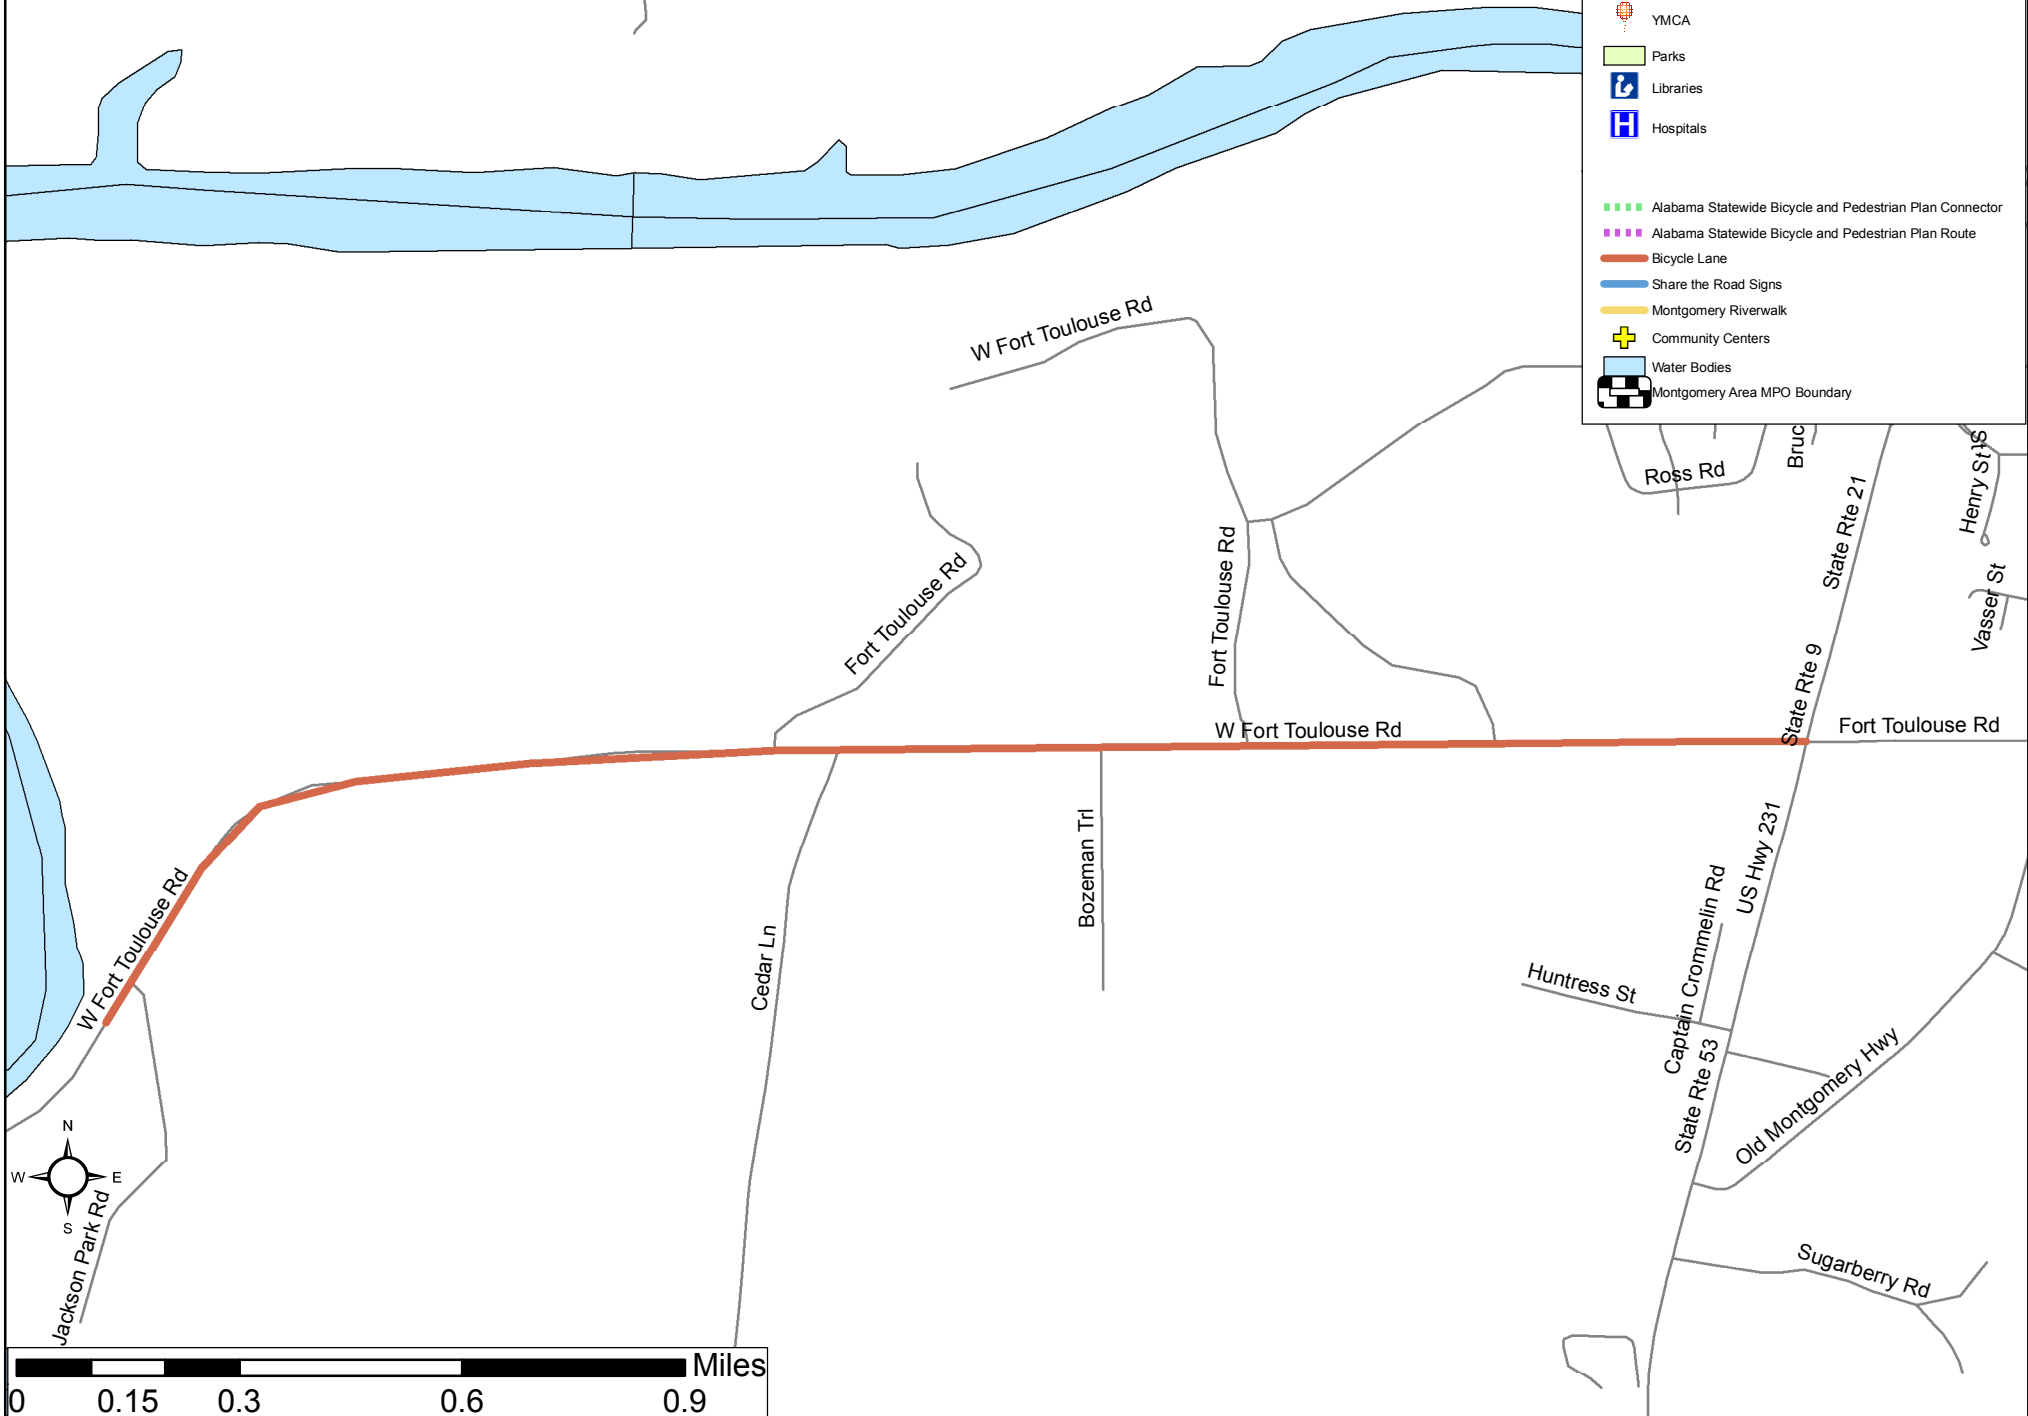 YMCA
Parks
Libraries
Hospitals
Alabama Statewide Bicycle and Pedestrian Plan Connector
Alabama Statewide Bicycle and Pedestrian Plan Route
Bicycle Lane
Share the Road Signs
Montgomery Riverwalk
Community Centers
Water Bodies
Montgomery Area MPO Boundary
W Fort Toulouse Rd
Ross Rd
Bruc
State Rte 21
Henry St
Vasser St
Fort Toulouse Rd
Fort Toulouse Rd
State Rte 9
W Fort Toulouse Rd
Fort Toulouse Rd
Bozeman Trl
US Hwy 231
Captain Crommelin Rd
W Fort Toulouse Rd
Cedar Ln
Huntress St
State Rte 53
Old Montgomery Hwy
N
W
E
S
Jackson Park Rd
Sugarberry Rd
Miles
0 0.15 0.3 0.6 0.9